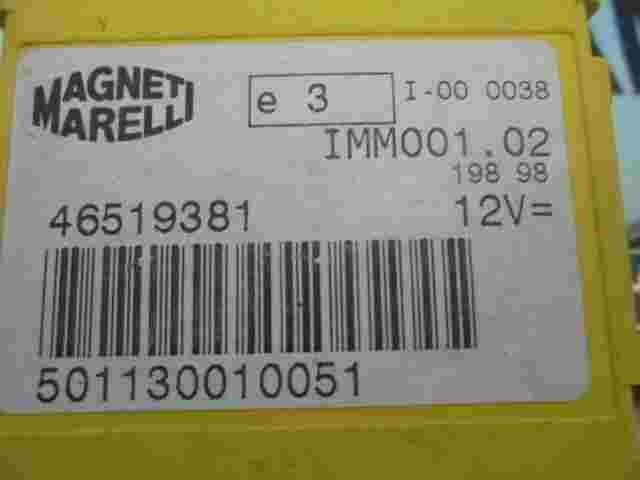 MAGNETI
MARELLI
e 3
I-00 0038
IMM001.02
198 98
46519381
12V=
501130010051